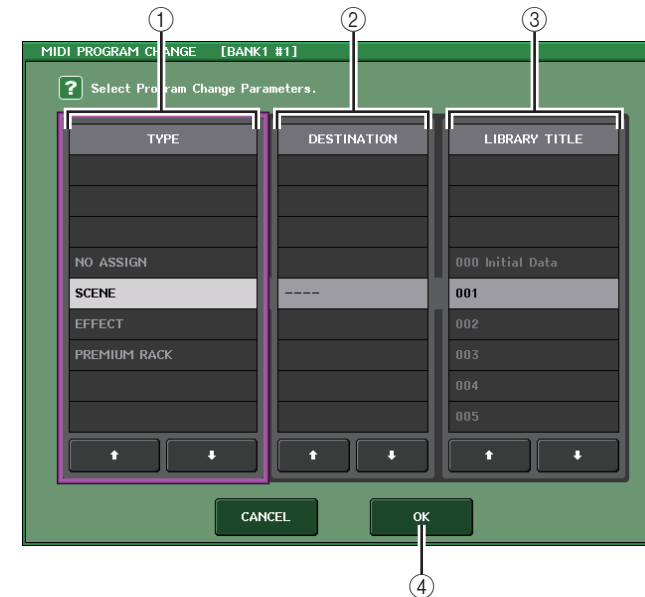 ① ② ③
MIDI PROGRAM CHANGE [BANK1 #1]
? Select Program Change Parameters.
TYPE DESTINATION LIBRARY TITLE
NO ASSIGN 000 Initial Data
SCENE ---- 001
EFFECT 002
PREMIUM RACK 003
004
005
CANCEL OK
④